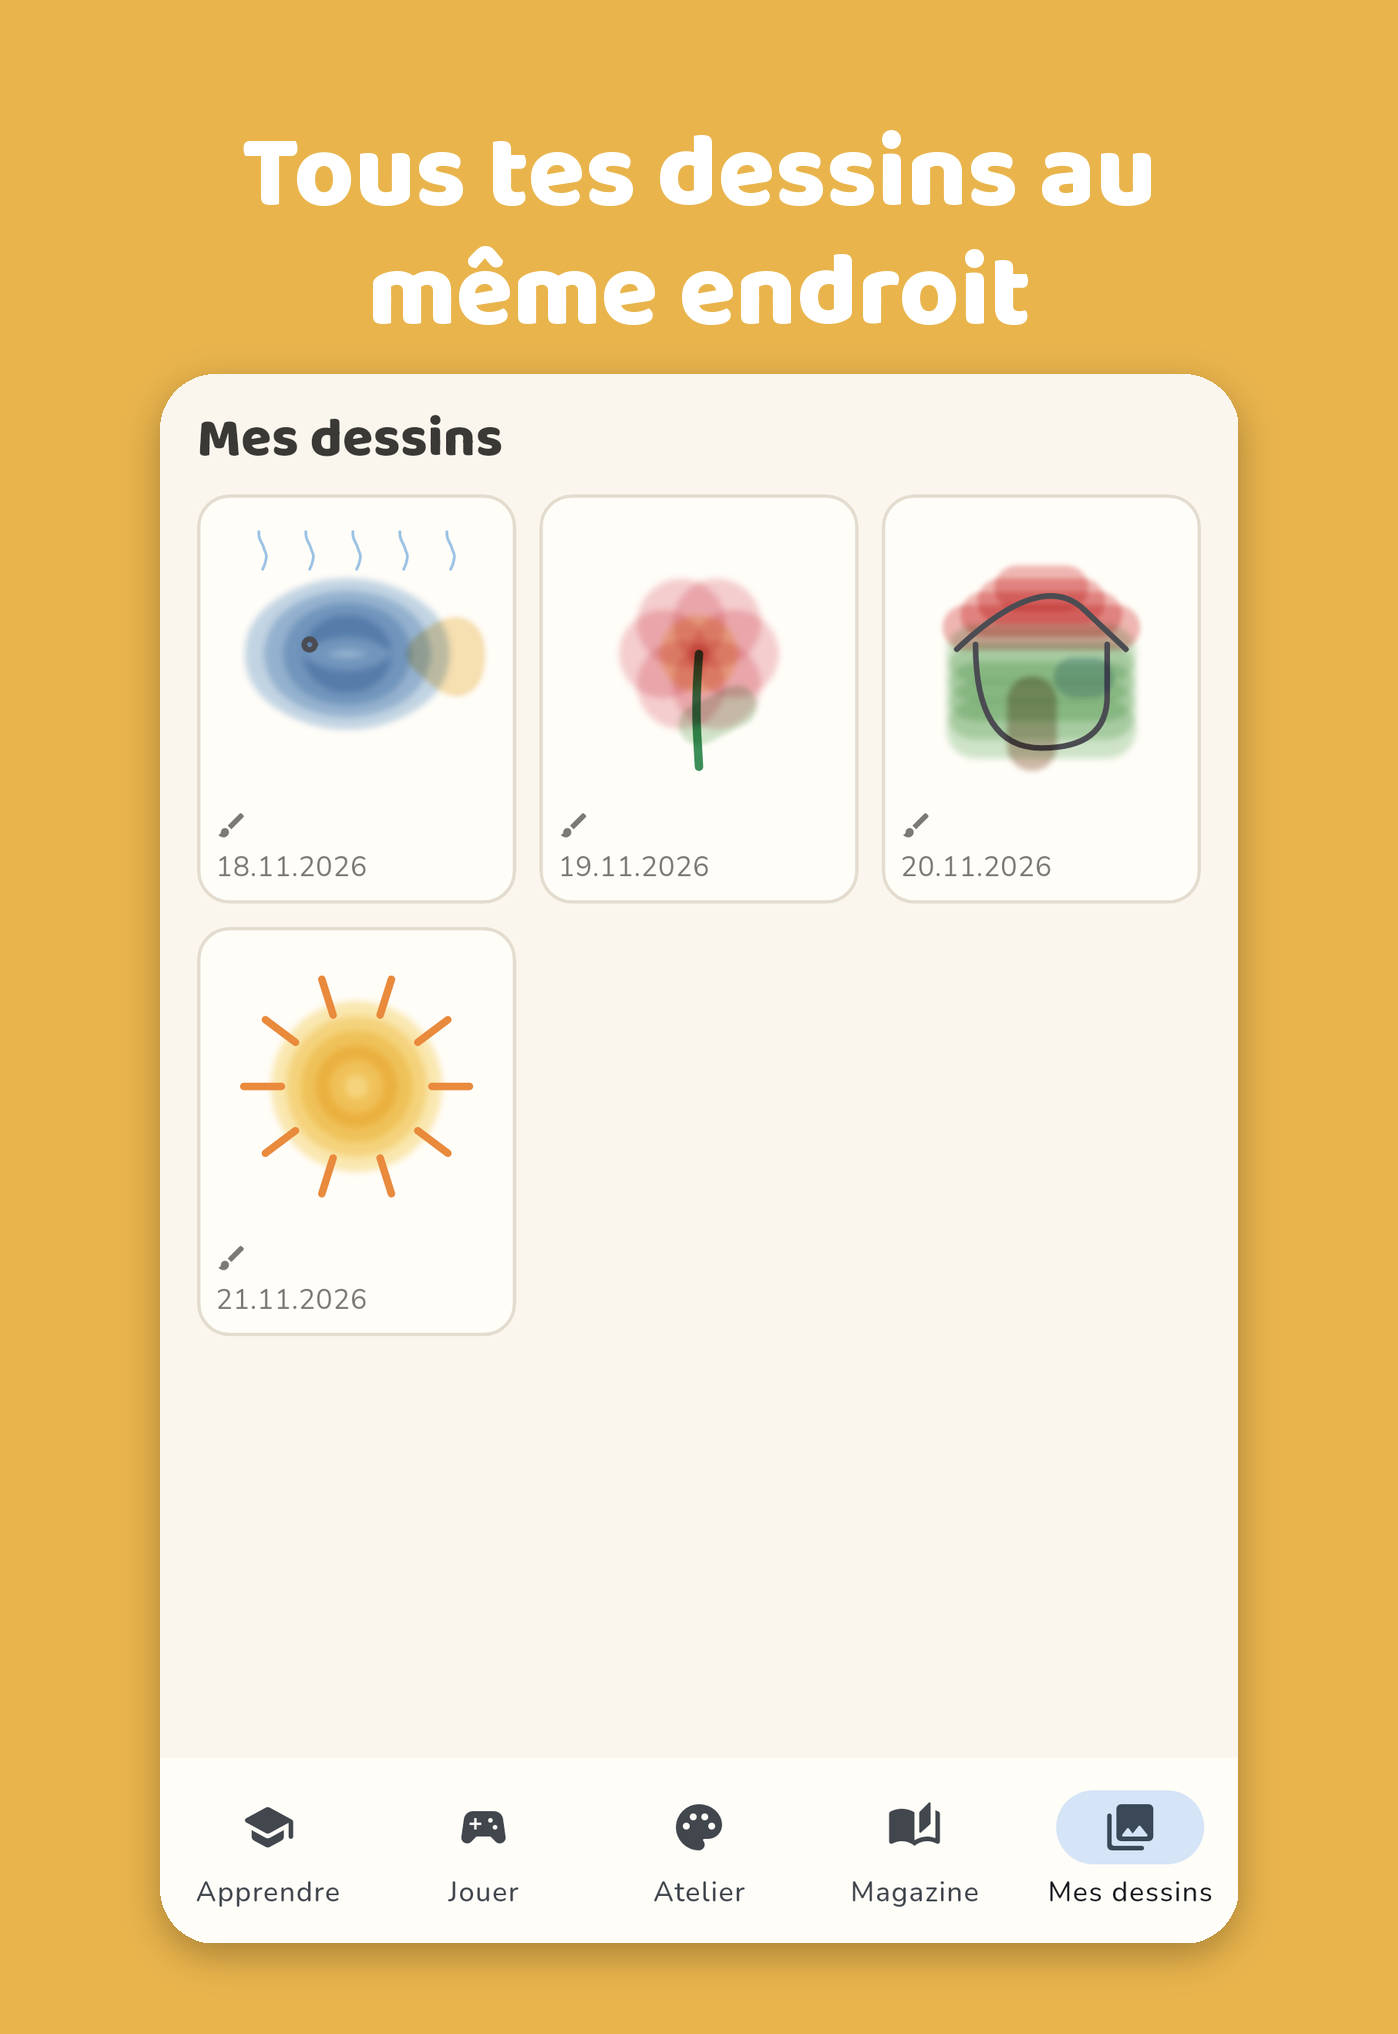 Tous tes dessins au
même endroit
Mes dessins
18.11.2026
19.11.2026
20.11.2026
21.11.2026
Apprendre
Jouer
Atelier
Magazine
Mes dessins